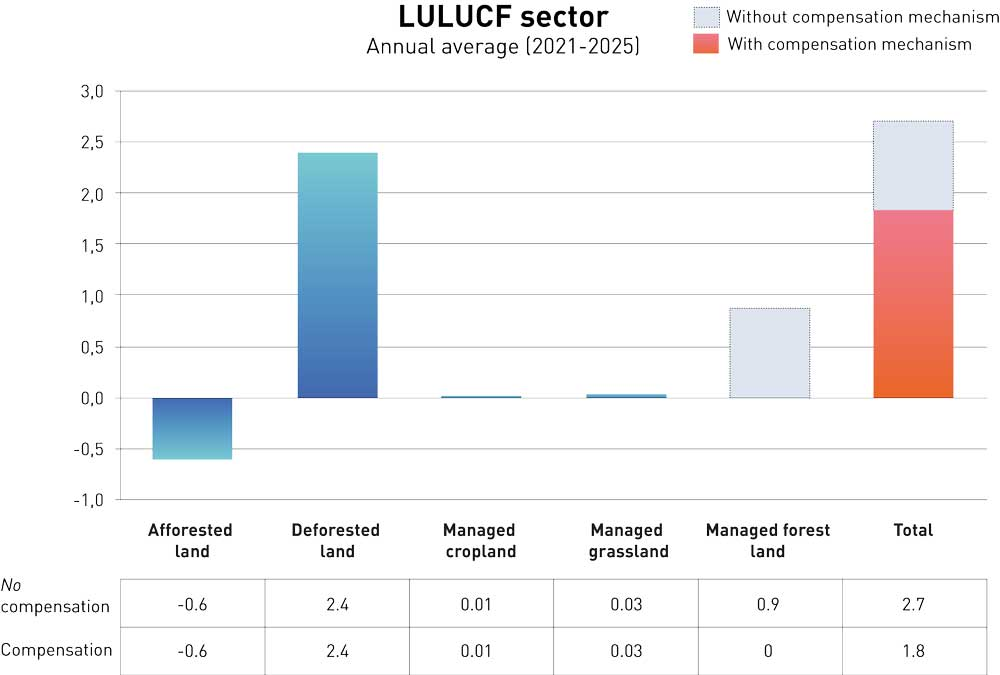 LULUCF sector
Annual average (2021-2025)
Without compensation mechanism
With compensation mechanism
3,0
2,5
2,0
1,5
1,0
0,5
0,0
-0,5
-1,0
Afforested land
Deforested land
Managed cropland
Managed grassland
Managed forest land
Total
No compensation -0.6 2.4 0.01 0.03 0.9 2.7
Compensation -0.6 2.4 0.01 0.03 0 1.8